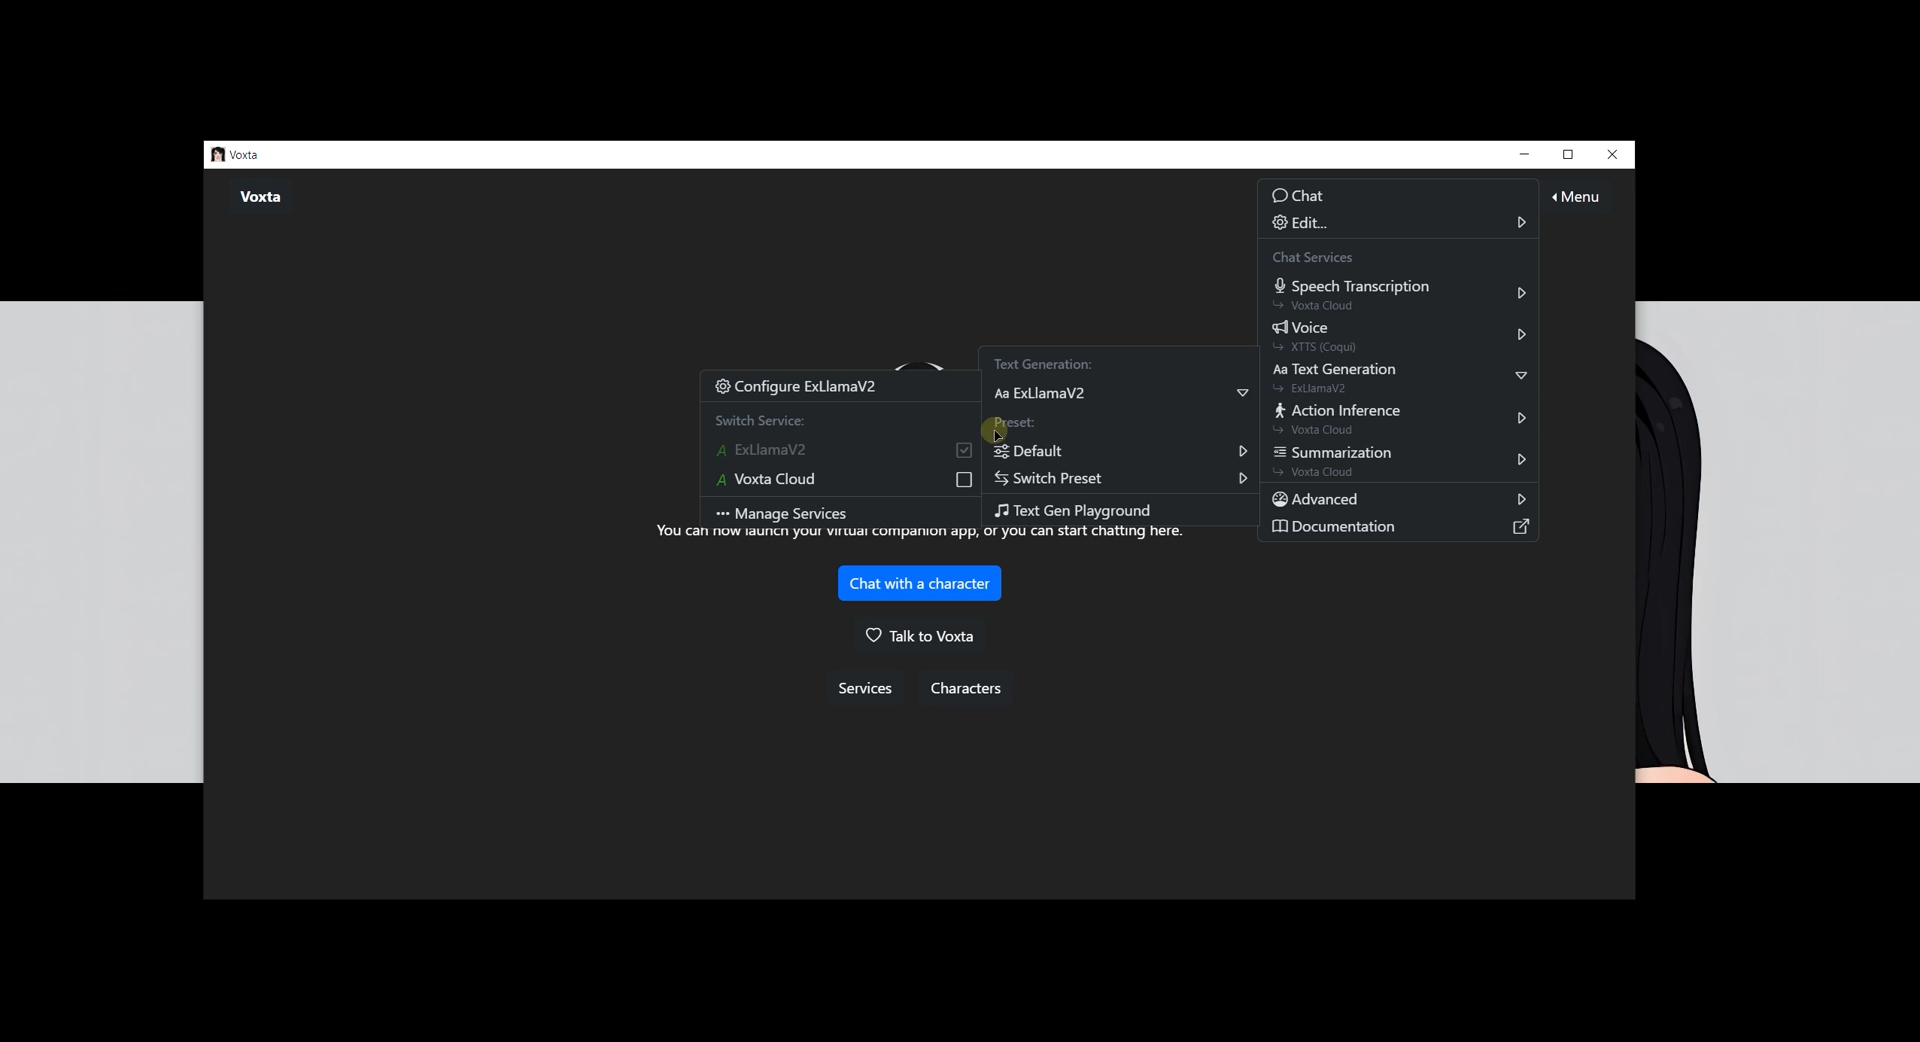 Voxta
Voxta
Menu
Chat
Edit...
Chat Services
Speech Transcription
Voxta Cloud
Voice
XTTS (Coqui)
Aa Text Generation
ExLlamaV2
Action Inference
Voxta Cloud
Summarization
Voxta Cloud
Advanced
Documentation
Text Generation:
Aa ExLlamaV2
Preset:
Default
Switch Preset
Text Gen Playground
Configure ExLlamaV2
Switch Service:
A ExLlamaV2
A Voxta Cloud
Manage Services
You can now launch your virtual companion app, or you can start chatting here.
Chat with a character
Talk to Voxta
Services
Characters